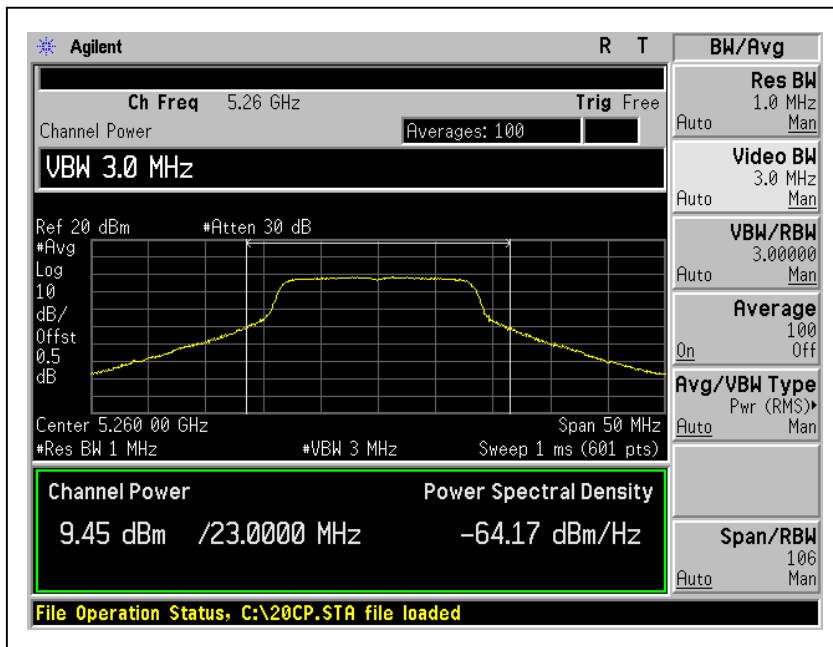 Agilent R T
Ch Freq 5.26 GHz Trig Free
Channel Power Averages: 100
VBW 3.0 MHz
Ref 20 dBm #Atten 30 dB
#Avg
Log
10
dB/
Offst
0.5
dB
Center 5.260 00 GHz Span 50 MHz
#Res BW 1 MHz #VBW 3 MHz Sweep 1 ms (601 pts)
Channel Power Power Spectral Density
9.45 dBm /23.0000 MHz -64.17 dBm/Hz
File Operation Status, C:\20CP.STA file loaded
BW/Avg
Res BW
1.0 MHz
Auto Man
Video BW
3.0 MHz
Auto Man
VBW/RBW
3.00000
Auto Man
Average
100
On Off
Avg/VBW Type
Pwr (RMS)
Auto Man
Span/RBW
106
Auto Man